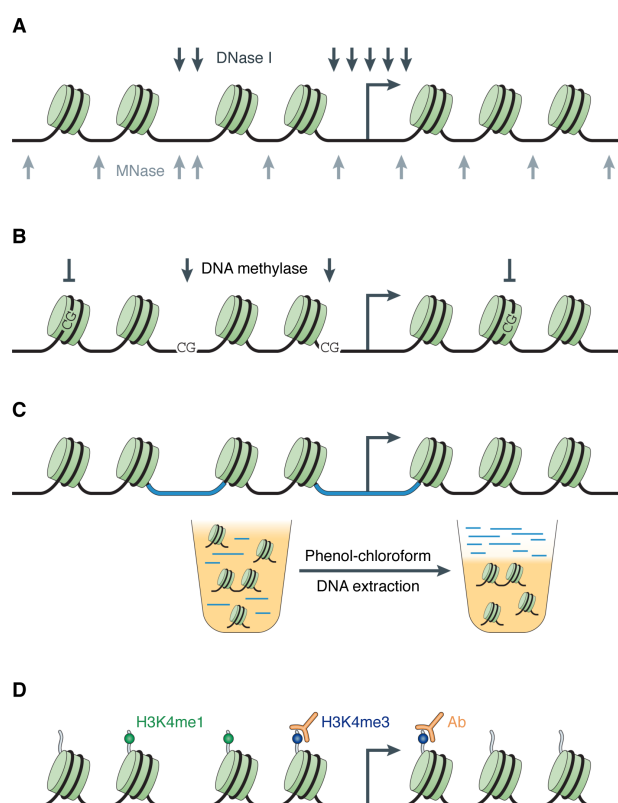 A
DNase I
MNase
B
DNA methylase
CG
CG
CG
CG
C
Phenol-chloroform
DNA extraction
D
H3K4me1
H3K4me3
Ab